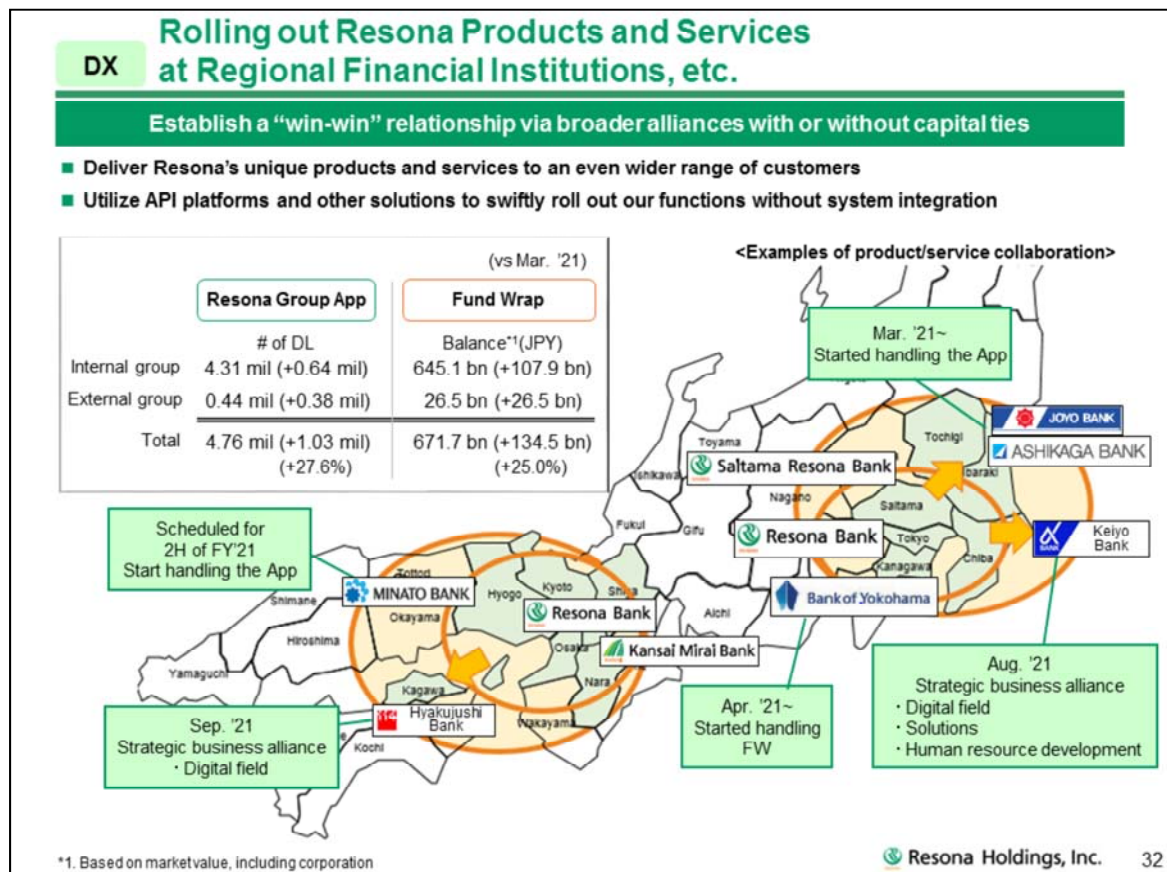 DX
Rolling out Resona Products and Services
at Regional Financial Institutions, etc.
Establish a “win-win” relationship via broader alliances with or without capital ties
■ Deliver Resona’s unique products and services to an even wider range of customers
■ Utilize API platforms and other solutions to swiftly roll out our functions without system integration
(vs Mar. ’21)
Resona Group App Fund Wrap
# of DL Balance*1(JPY)
Internal group 4.31 mil (+0.64 mil) 645.1 bn (+107.9 bn)
External group 0.44 mil (+0.38 mil) 26.5 bn (+26.5 bn)
Total 4.76 mil (+1.03 mil) 671.7 bn (+134.5 bn)
(+27.6%) (+25.0%)
<Examples of product/service collaboration>
Mar. ’21~
Started handling the App
JOYO BANK
ASHIKAGA BANK
Tochigi
Ibaraki
Toyama
Ishikawa
Saitama Resona Bank
Nagano
Saitama
Fukui
Gifu
Resona Bank
Tokyo
Kanagawa
Chiba
BANK
Keiyo
Bank
Bank of Yokohama
Aichi
Scheduled for
2H of FY’21
Start handling the App
MINATO BANK
Tottori
Shimane
Okayama
Hiroshima
Yamaguchi
Hyogo
Kyoto
Shiga
Resona Bank
Osaka
Kansai Mirai Bank
Nara
Wakayama
Kagawa
114
Hyakujushi
Bank
Kochi
Sep. ’21
Strategic business alliance
・Digital field
Apr. ’21~
Started handling
FW
Aug. ’21
Strategic business alliance
・Digital field
・Solutions
・Human resource development
*1. Based on market value, including corporation
Resona Holdings, Inc. 32